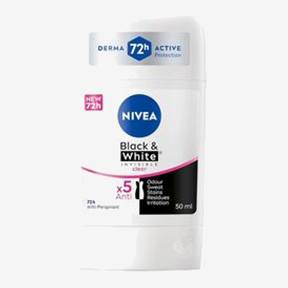 DERMA 72h ACTIVE
Protection
NEW
72h
NIVEA
Black &
White
INVISIBLE
clear
x5
Anti
Odour
Sweat
Stains
Residues
Irritation
72h
Anti-Perspirant
50 ml